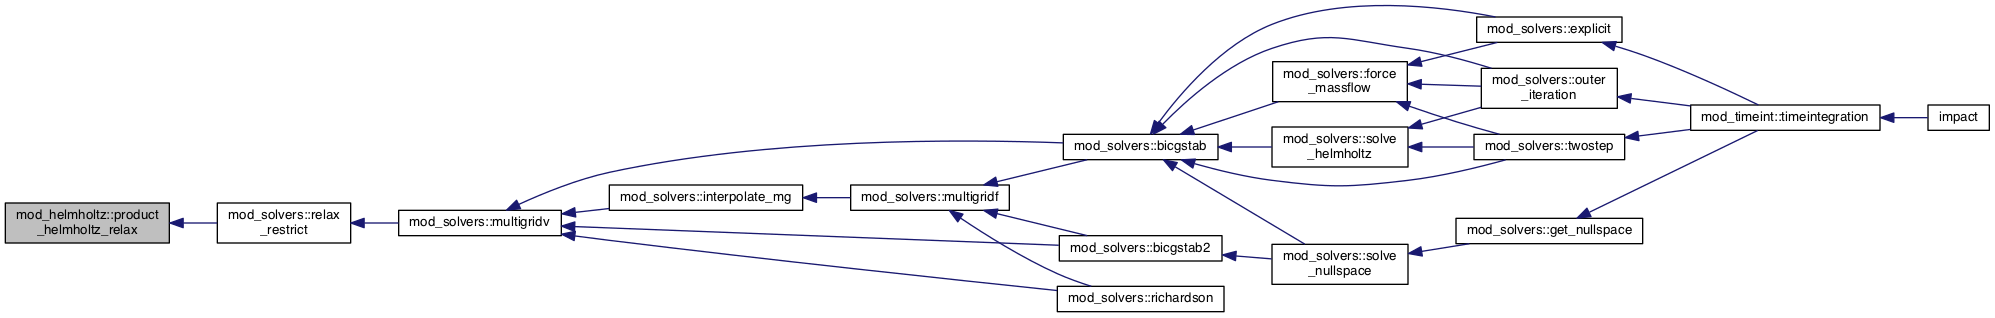 mod_helmholtz::product
_helmholtz_relax
mod_solvers::relax
_restrict
mod_solvers::multigridv
mod_solvers::interpolate_mg
mod_solvers::multigridf
mod_solvers::bicgstab
mod_solvers::bicgstab2
mod_solvers::richardson
mod_solvers::force
_massflow
mod_solvers::solve
_helmholtz
mod_solvers::solve
_nullspace
mod_solvers::explicit
mod_solvers::outer
_iteration
mod_solvers::twostep
mod_solvers::get_nullspace
mod_timeint::timeintegration
impact